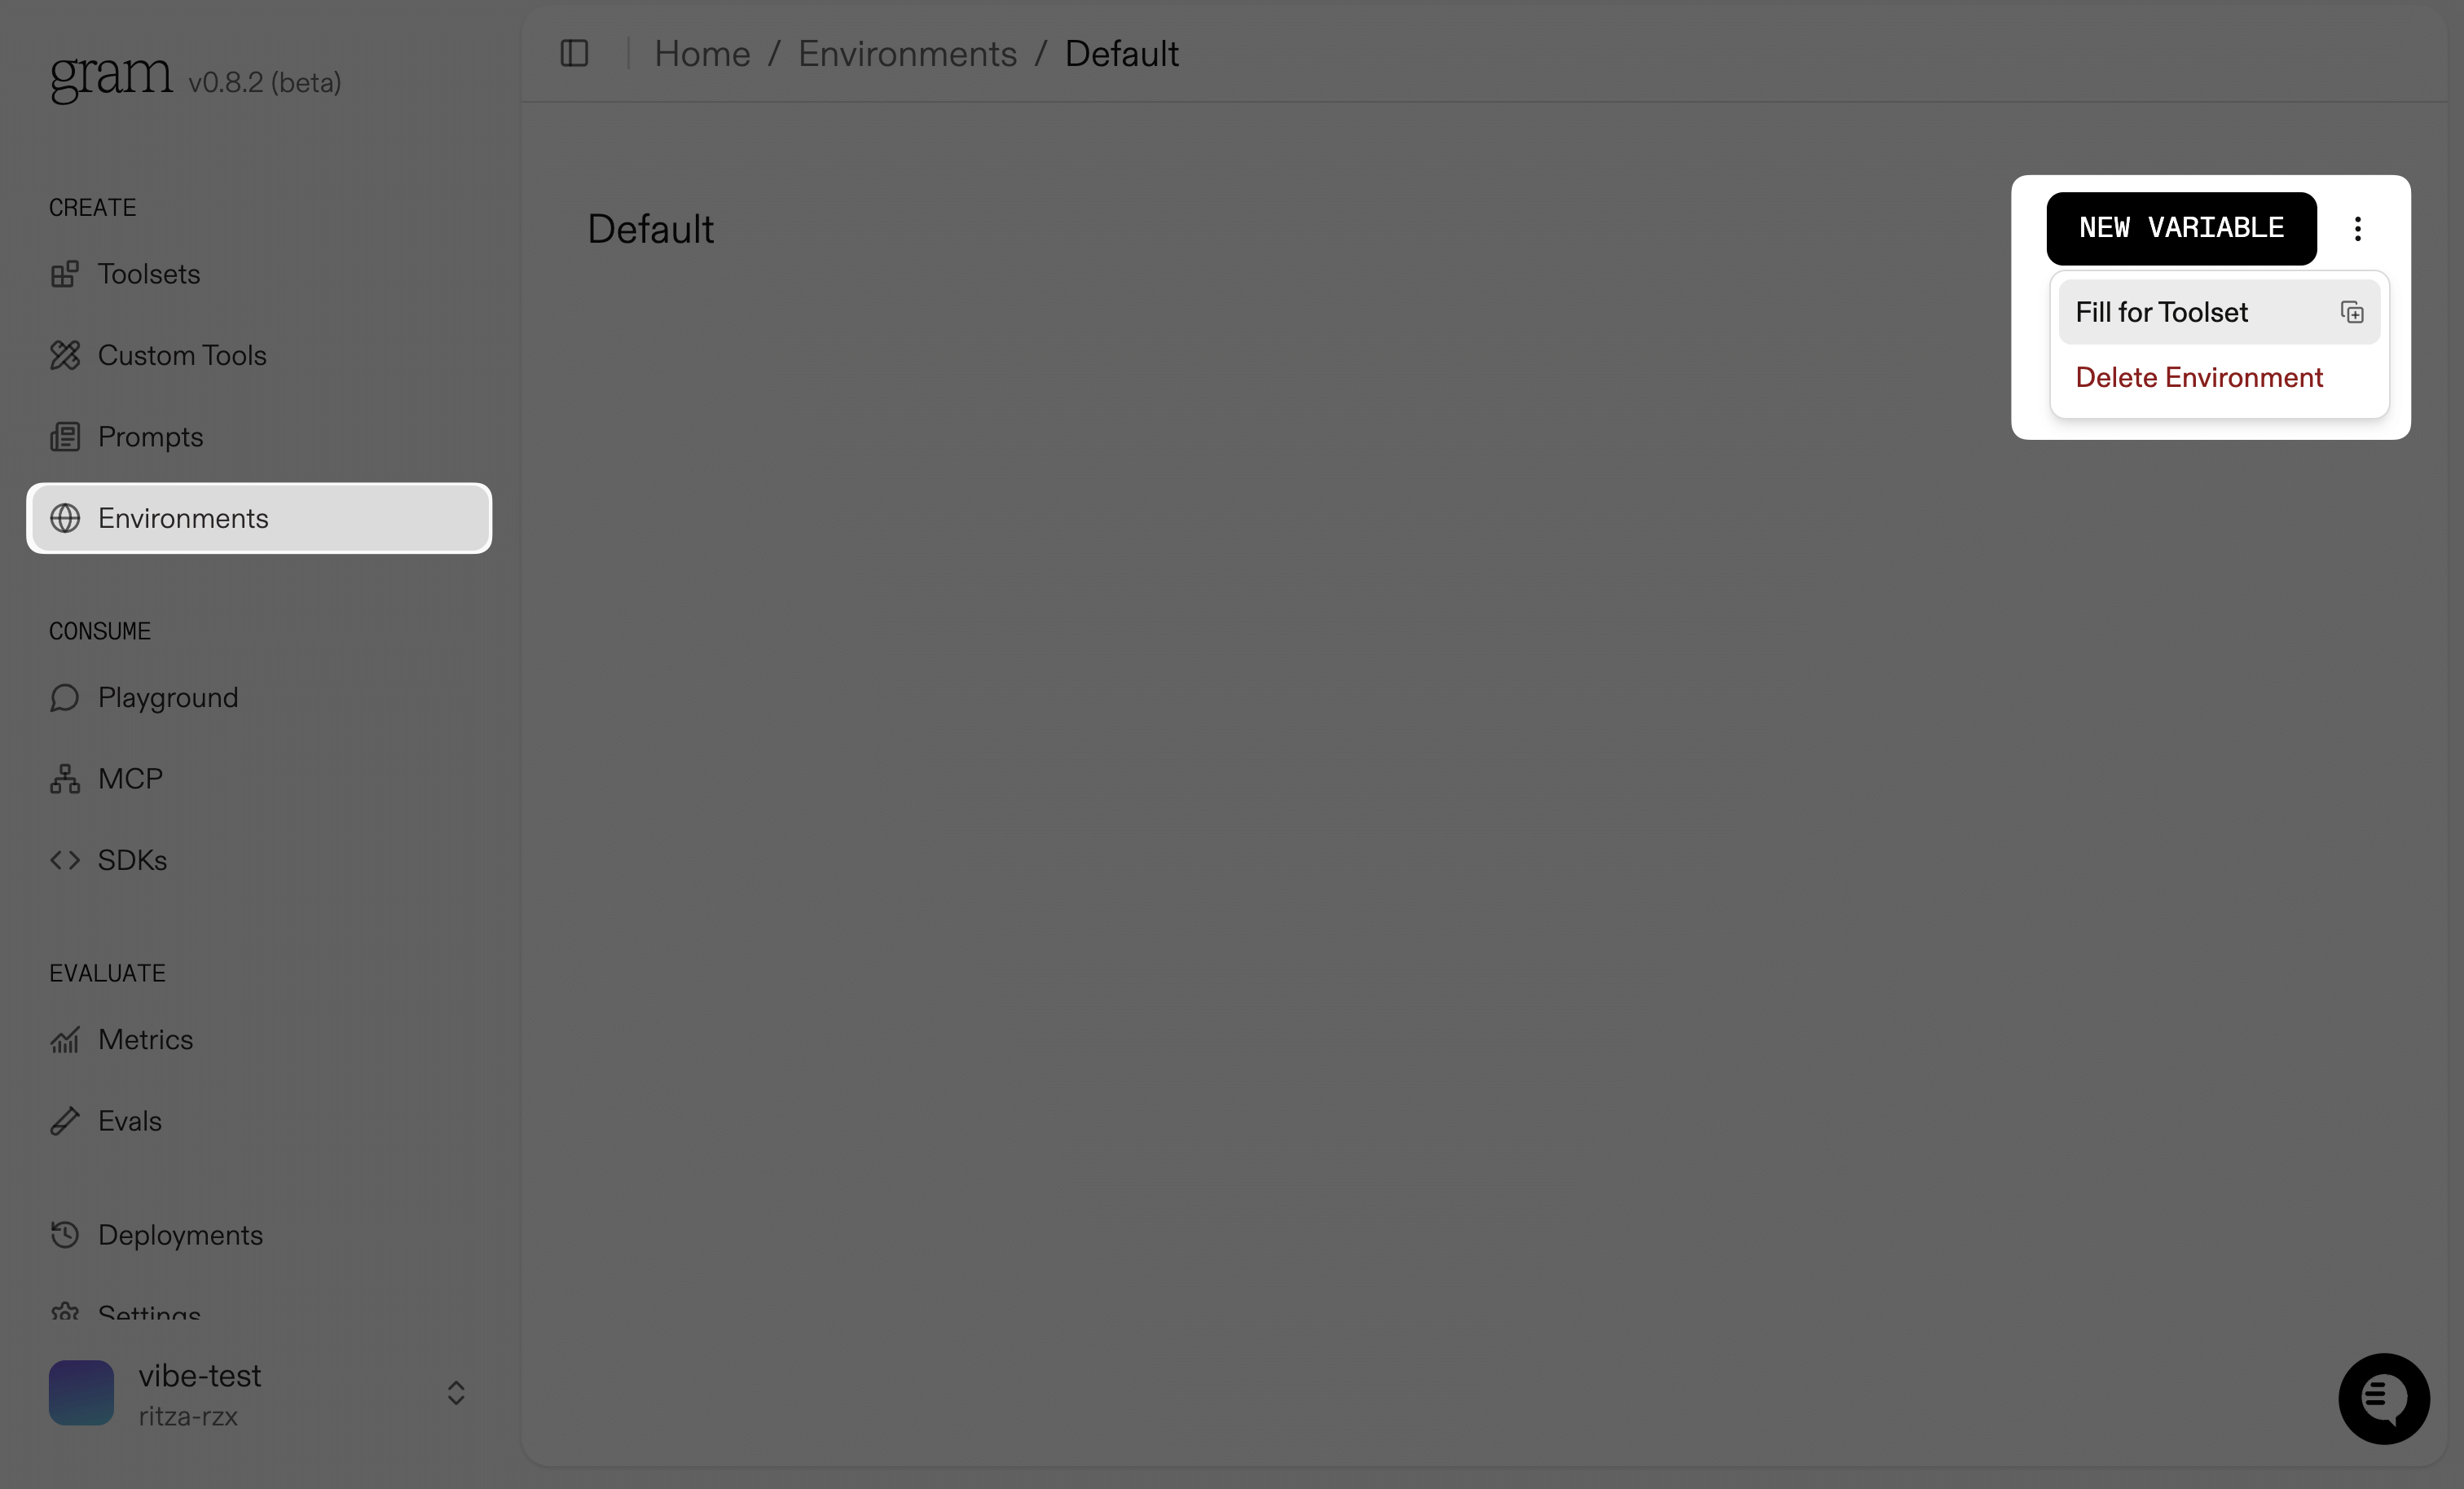 gram v0.8.2 (beta)
CREATE
Toolsets
Custom Tools
Prompts
Environments
CONSUME
Playground
MCP
SDKs
EVALUATE
Metrics
Evals
Deployments
Settings
vibe-test
ritza-rzx
Home / Environments / Default
Default
NEW VARIABLE
Fill for Toolset
Delete Environment